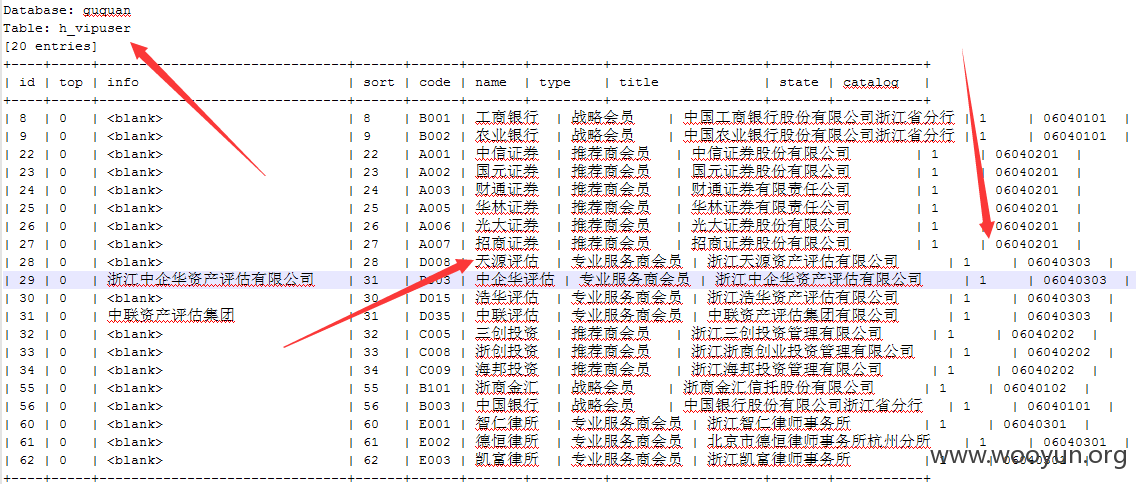 Database: guquan
Table: h_vipuser
[20 entries]
| id | top | info | sort | code | name | type | title | state | catalog |
| 8 | 0 | <blank> | 8 | B001 | 工商银行 | 战略会员 | 中国工商银行股份有限公司浙江省分行 | 1 | 06040101 |
| 9 | 0 | <blank> | 9 | B002 | 农业银行 | 战略会员 | 中国农业银行股份有限公司浙江省分行 | 1 | 06040101 |
| 22 | 0 | <blank> | 22 | A001 | 中信证券 | 推荐商会员 | 中信证券股份有限公司 | 1 | 06040201 |
| 23 | 0 | <blank> | 23 | A002 | 国元证券 | 推荐商会员 | 国元证券股份有限公司 | 1 | 06040201 |
| 24 | 0 | <blank> | 24 | A003 | 财通证券 | 推荐商会员 | 财通证券有限责任公司 | 1 | 06040201 |
| 25 | 0 | <blank> | 25 | A005 | 华林证券 | 推荐商会员 | 华林证券有限责任公司 | 1 | 06040201 |
| 26 | 0 | <blank> | 26 | A006 | 光大证券 | 推荐商会员 | 光大证券股份有限公司 | 1 | 06040201 |
| 27 | 0 | <blank> | 27 | A007 | 招商证券 | 推荐商会员 | 招商证券股份有限公司 | 1 | 06040201 |
| 28 | 0 | <blank> | 28 | D008 | 天源评估 | 专业服务商会员 | 浙江天源资产评估有限公司 | 1 | 06040303 |
| 29 | 0 | 浙江中企华资产评估有限公司 | 31 | D003 | 中企华评估 | 专业服务商会员 | 浙江中企华资产评估有限公司 | 1 | 06040303 |
| 30 | 0 | <blank> | 30 | D015 | 浩华评估 | 专业服务商会员 | 浙江浩华资产评估有限公司 | 1 | 06040303 |
| 31 | 0 | 中联资产评估集团 | 31 | D035 | 中联评估 | 专业服务商会员 | 中联资产评估集团有限公司 | 1 | 06040303 |
| 32 | 0 | <blank> | 32 | C005 | 三创投资 | 推荐商会员 | 浙江三创投资管理有限公司 | 1 | 06040202 |
| 33 | 0 | <blank> | 33 | C008 | 浙创投资 | 推荐商会员 | 浙江浙商创业投资管理有限公司 | 1 | 06040202 |
| 34 | 0 | <blank> | 34 | C009 | 海邦投资 | 推荐商会员 | 浙江海邦投资管理有限公司 | 1 | 06040202 |
| 55 | 0 | <blank> | 55 | B101 | 浙商金汇 | 战略会员 | 浙商金汇信托股份有限公司 | 1 | 06040102 |
| 56 | 0 | <blank> | 56 | B003 | 中国银行 | 战略会员 | 中国银行股份有限公司浙江省分行 | 1 | 06040101 |
| 60 | 0 | <blank> | 60 | E001 | 智仁律所 | 专业服务商会员 | 浙江智仁律师事务所 | 1 | 06040301 |
| 61 | 0 | <blank> | 61 | E002 | 德恒律所 | 专业服务商会员 | 北京市德恒律师事务所杭州分所 | 1 | 06040301 |
| 62 | 0 | <blank> | 62 | E003 | 凯富律所 | 专业服务商会员 | 浙江凯富律师事务所 | 1 |
www.wooyun.org